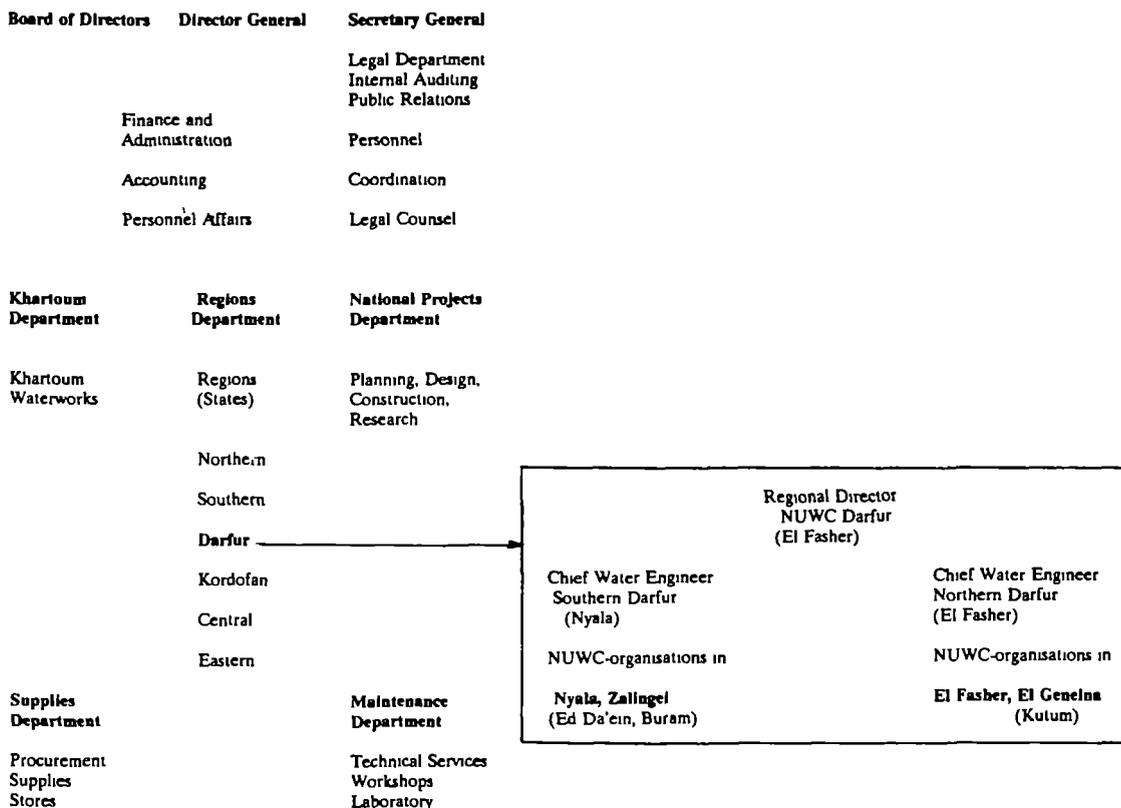 Board of Directors Director General Secretary General
Legal Department
Internal Auditing
Public Relations
Finance and
Administration Personnel
Accounting Coordination
Personnel Affairs Legal Counsel
Khartoum Regions National Projects
Department Department Department
Khartoum Regions Planning, Design,
Waterworks (States) Construction,
Research
Northern
Southern
Darfur
Kordofan
Central
Eastern
Regional Director
NUWC Darfur
(El Fasher)
Chief Water Engineer
Southern Darfur
(Nyala)
NUWC-organisations in
Nyala, Zalingei
(Ed Da'ein, Buram)
Chief Water Engineer
Northern Darfur
(El Fasher)
NUWC-organisations in
El Fasher, El Geneina
(Kutum)
Supplies Maintenance
Department Department
Procurement Technical Services
Supplies Workshops
Stores Laboratory